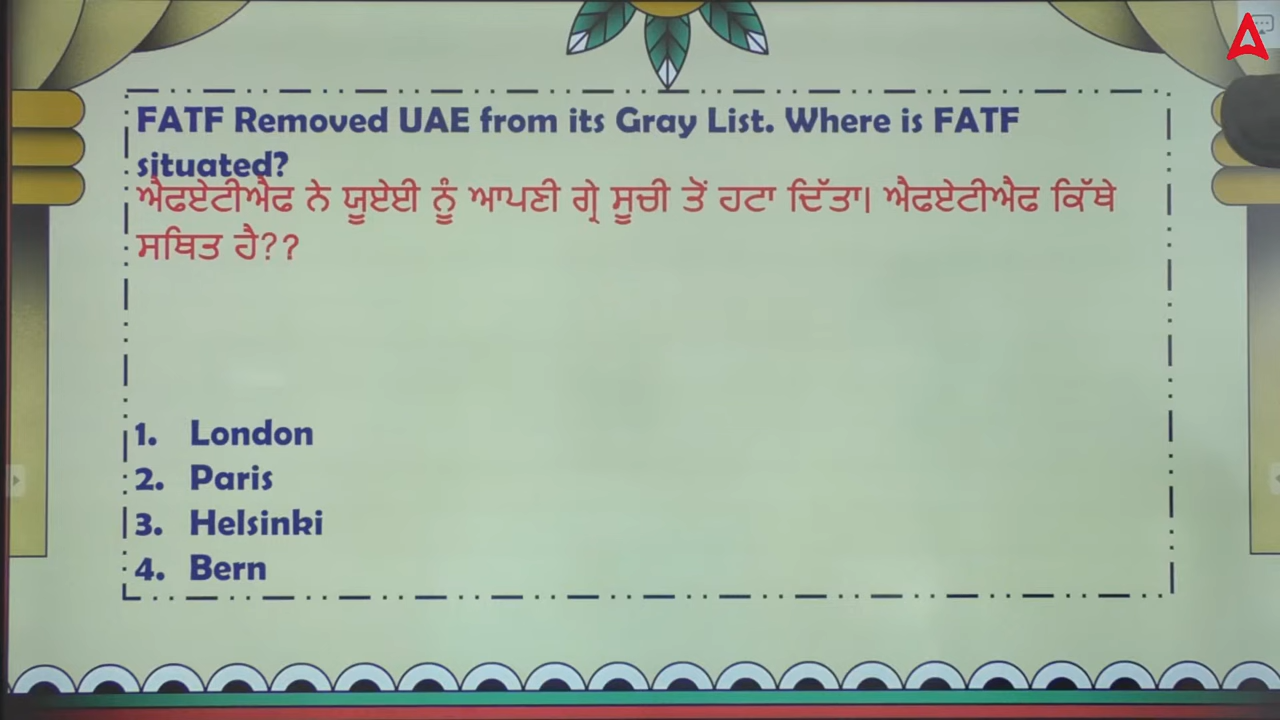 FATF Removed UAE from its Gray List. Where is FATF
situated?
ਐਫਏਟੀਐਫ ਨੇ ਯੂਏਈ ਨੂੰ ਆਪਣੀ ਗ੍ਰੇ ਸੂਚੀ ਤੋਂ ਹਟਾ ਦਿੱਤਾ। ਐਫਏਟੀਐਫ ਕਿੱਥੇ
ਸਥਿਤ ਹੈ??
1. London
2. Paris
3. Helsinki
4. Bern